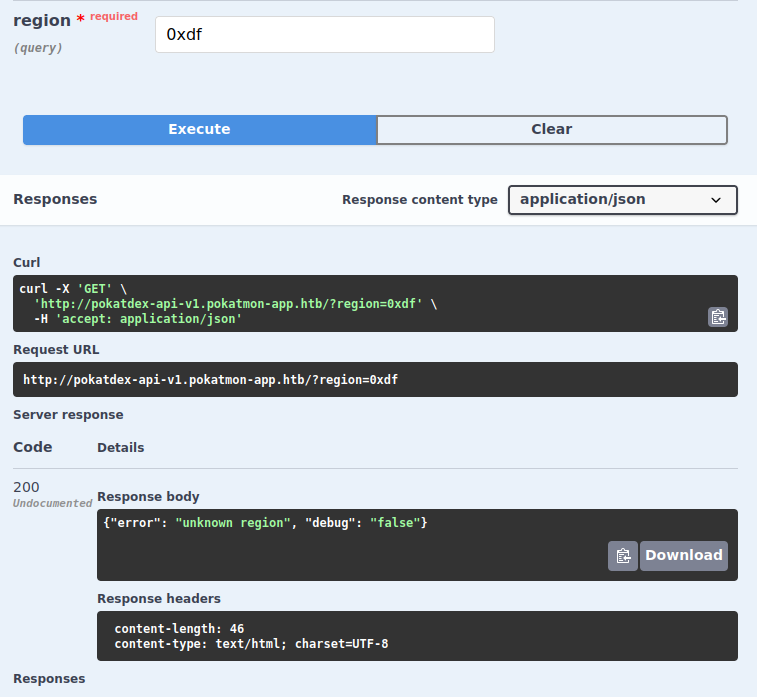 region * required
0xdf
(query)
Execute
Clear
Responses
Response content type
application/json
Curl
curl -X 'GET' \
'http://pokatdex-api-v1.pokatmon-app.htb/?region=0xdf' \
-H 'accept: application/json'
Request URL
http://pokatdex-api-v1.pokatmon-app.htb/?region=0xdf
Server response
Code Details
200
Undocumented
Response body
{"error": "unknown region", "debug": "false"}
Download
Response headers
content-length: 46
content-type: text/html; charset=UTF-8
Responses